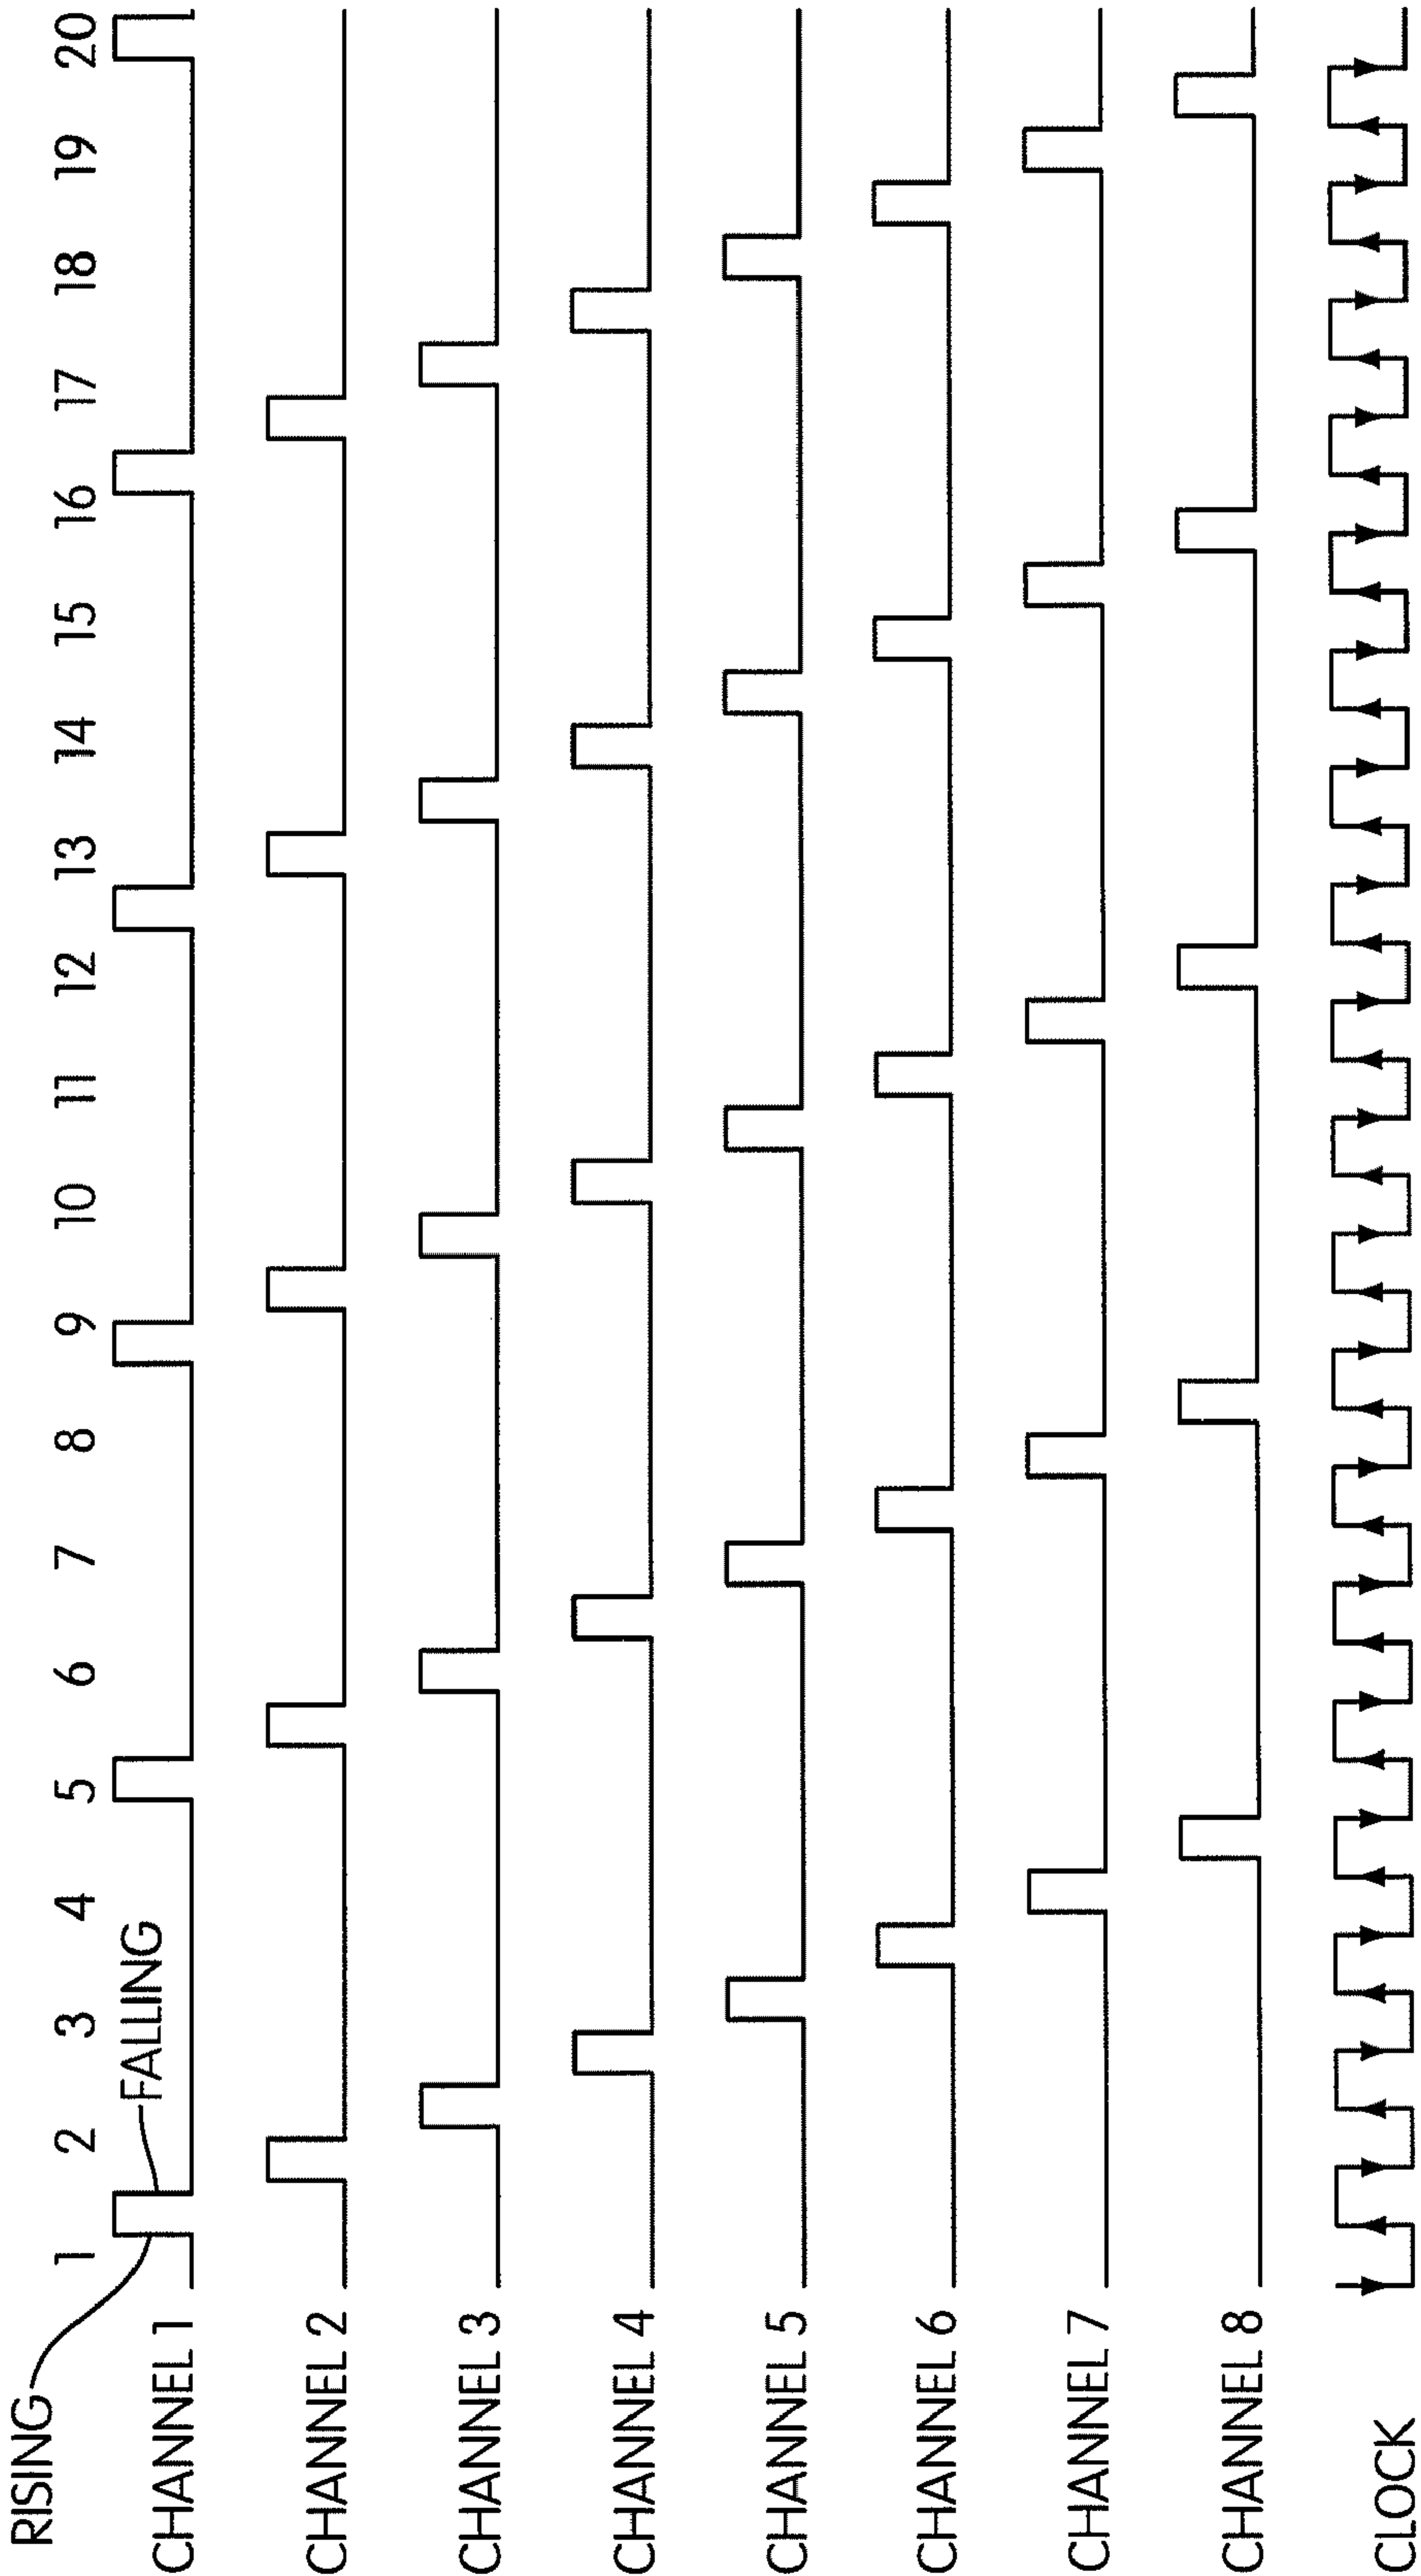 1 2 3 4 5 6 7 8 9 10 11 12 13 14 15 16 17 18 19 20
RISING
FALLING
CHANNEL 1
CHANNEL 2
CHANNEL 3
CHANNEL 4
CHANNEL 5
CHANNEL 6
CHANNEL 7
CHANNEL 8
CLOCK